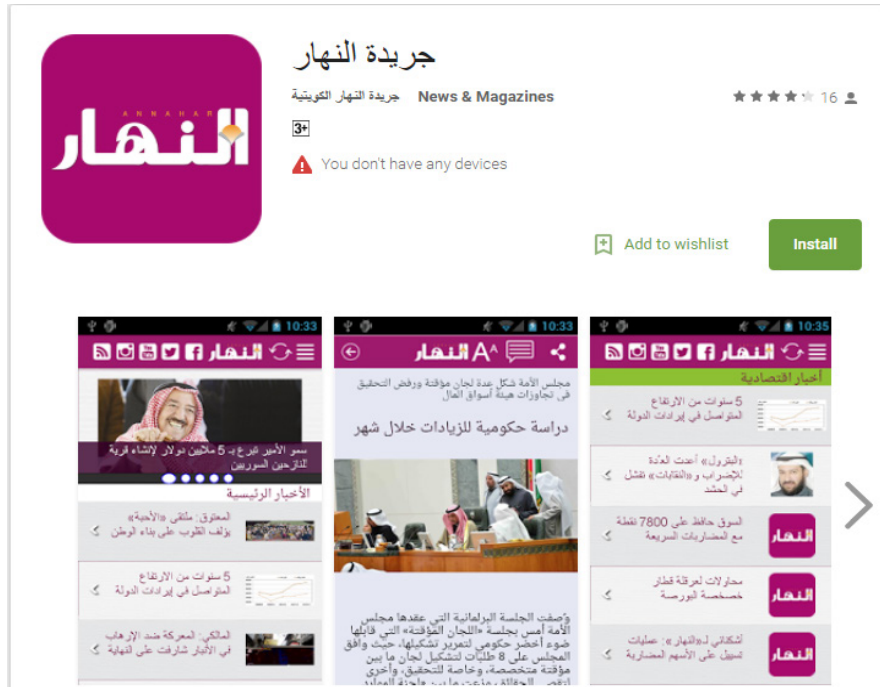 جريدة النهار
جريدة النهار الكويتية News & Magazines
16
3+
You don't have any devices
Add to wishlist
Install
ANNAHAR
النهار
10:33
النهار
سمو الأمير تبرع بـ 5 ملايين دولار لإنشاء قرية
للنازحين السوريين
الأخبار الرئيسية
المعتوق: ملتقى «الأحبة»
يؤلف القلوب على بناء الوطن
5 سنوات من الارتفاع
المتواصل في إيرادات الدولة
المالكي: المعركة ضد الإرهاب
في الأنبار شارفت على النهاية
10:33
النهار AA
مجلس الأمة شكل عدة لجان مؤقتة ورفض التحقيق
في تجاوزات هيئة أسواق المال
دراسة حكومية للزيادات خلال شهر
وصفت الجلسة البرلمانية التي عقدها مجلس
الأمة أمس بجلسة «اللجان المؤقتة» التي قابلها
ضوء أخضر حكومي لتمرير تشكيلها، حيث وافق
المجلس على 8 طلبات لتشكيل لجان ما بين
مؤقتة متخصصة، وخاصة للتحقيق، وأخرى
10:35
النهار
أخبار اقتصادية
5 سنوات من الارتفاع
المتواصل في إيرادات الدولة
«البترول» أعدت العدة
للإضراب و «النقابات» تفشل
في الحشد
السوق حافظ على 7800 نقطة
مع المضاربات السريعة
النهار
محاولات لعرقلة قطار
خصخصة البورصة
النهار
أشكناني لـ«النهار»: عمليات
تسييل على الأسهم المضاربية
النهار